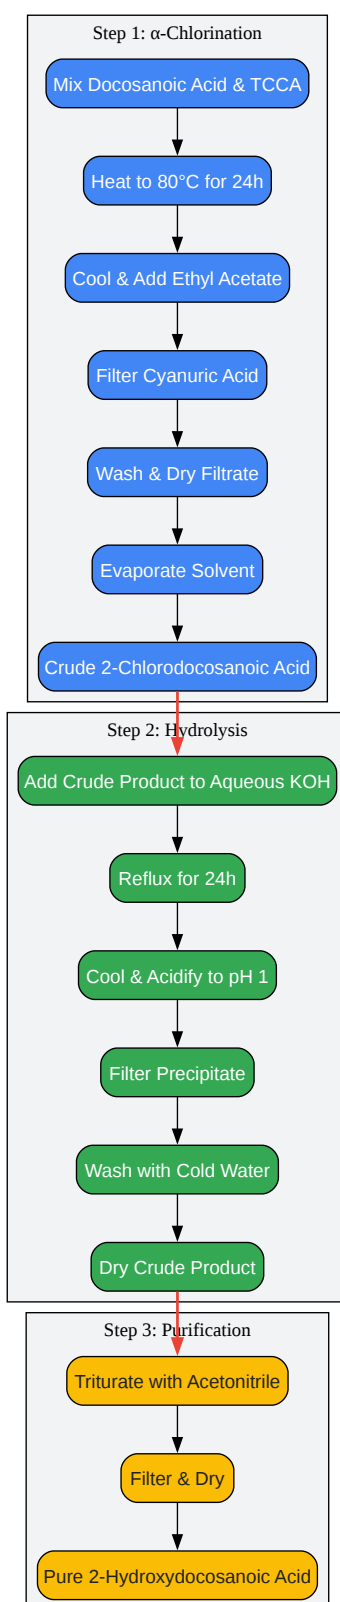 Step 1: α-Chlorination
Mix Docosanoic Acid & TCCA
Heat to 80°C for 24h
Cool & Add Ethyl Acetate
Filter Cyanuric Acid
Wash & Dry Filtrate
Evaporate Solvent
Crude 2-Chlorodocosanoic Acid
Step 2: Hydrolysis
Add Crude Product to Aqueous KOH
Reflux for 24h
Cool & Acidify to pH 1
Filter Precipitate
Wash with Cold Water
Dry Crude Product
Step 3: Purification
Triturate with Acetonitrile
Filter & Dry
Pure 2-Hydroxydocosanoic Acid